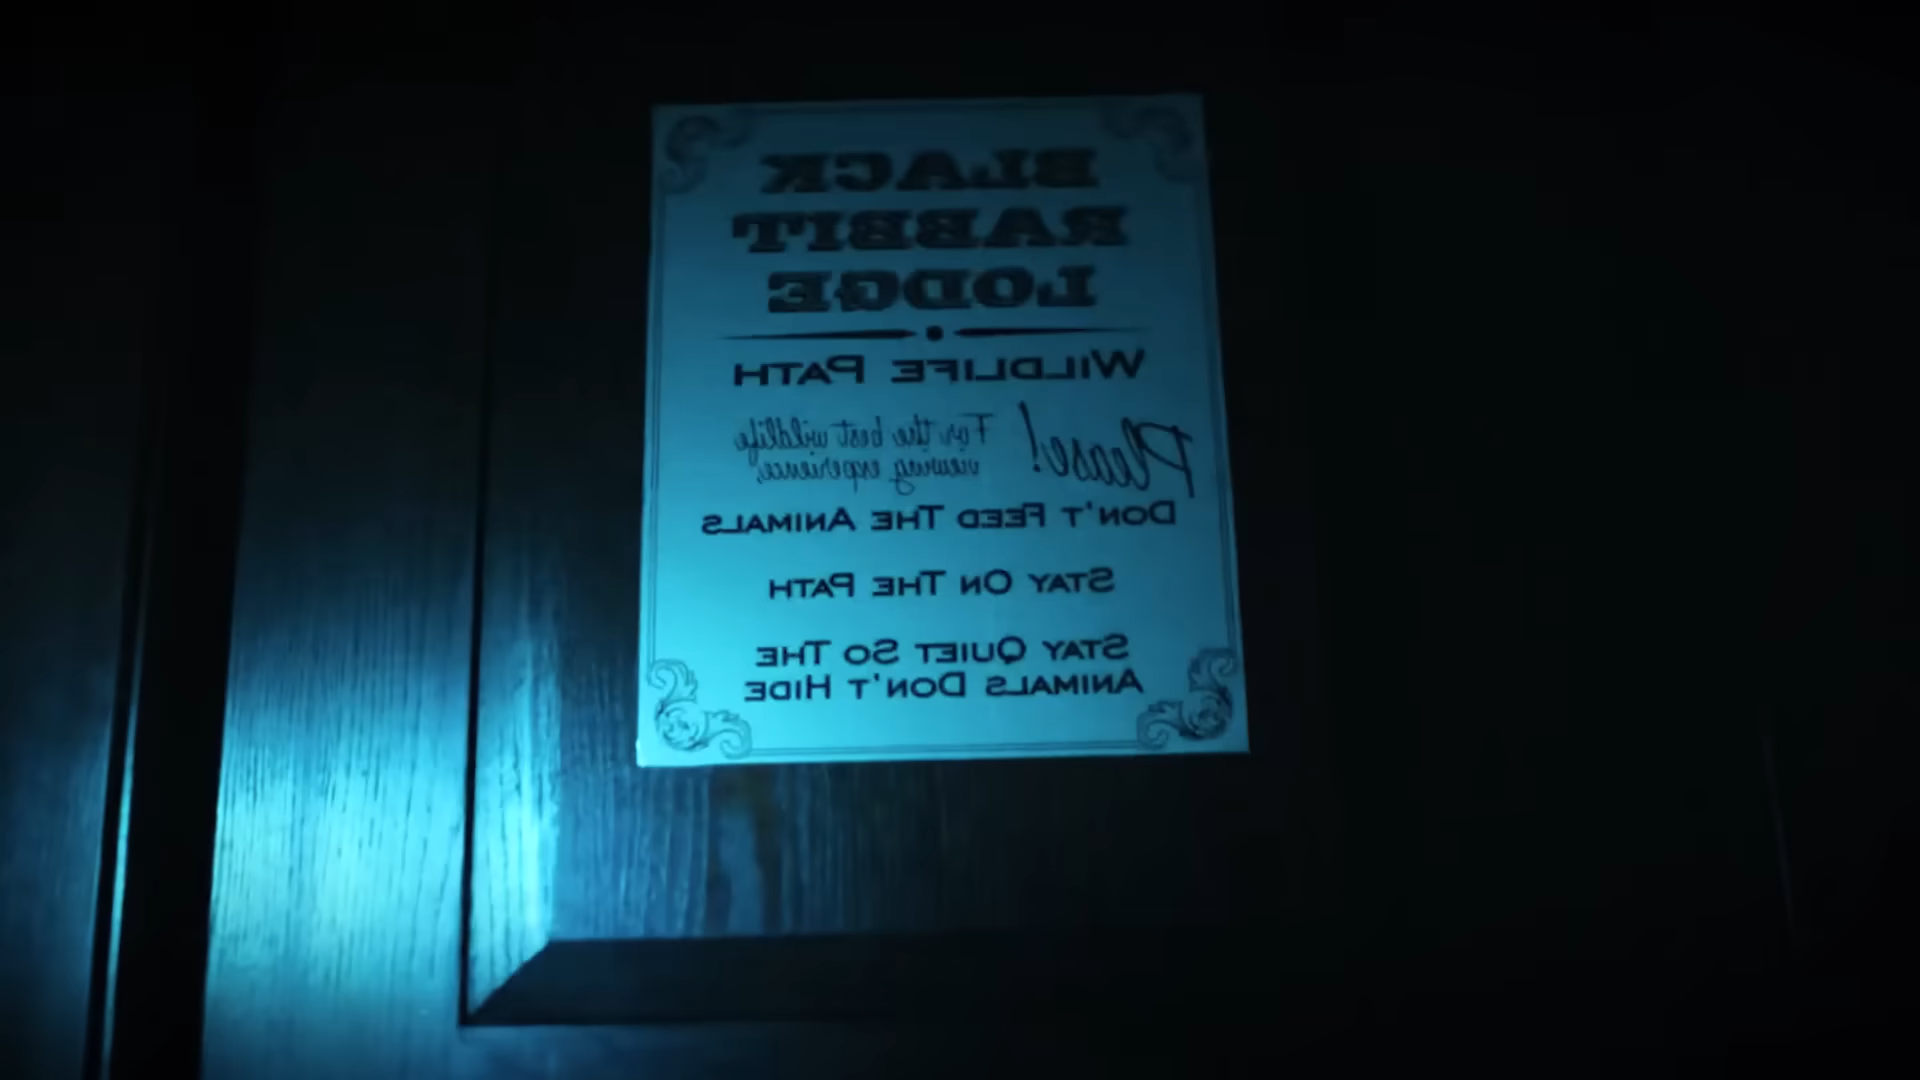 BLACK
RABBIT
LODGE
WILDLIFE PATH
Please! For the best wildlife
viewing experience,
DON'T FEED THE ANIMALS
STAY ON THE PATH
STAY QUIET SO THE
ANIMALS DON'T HIDE